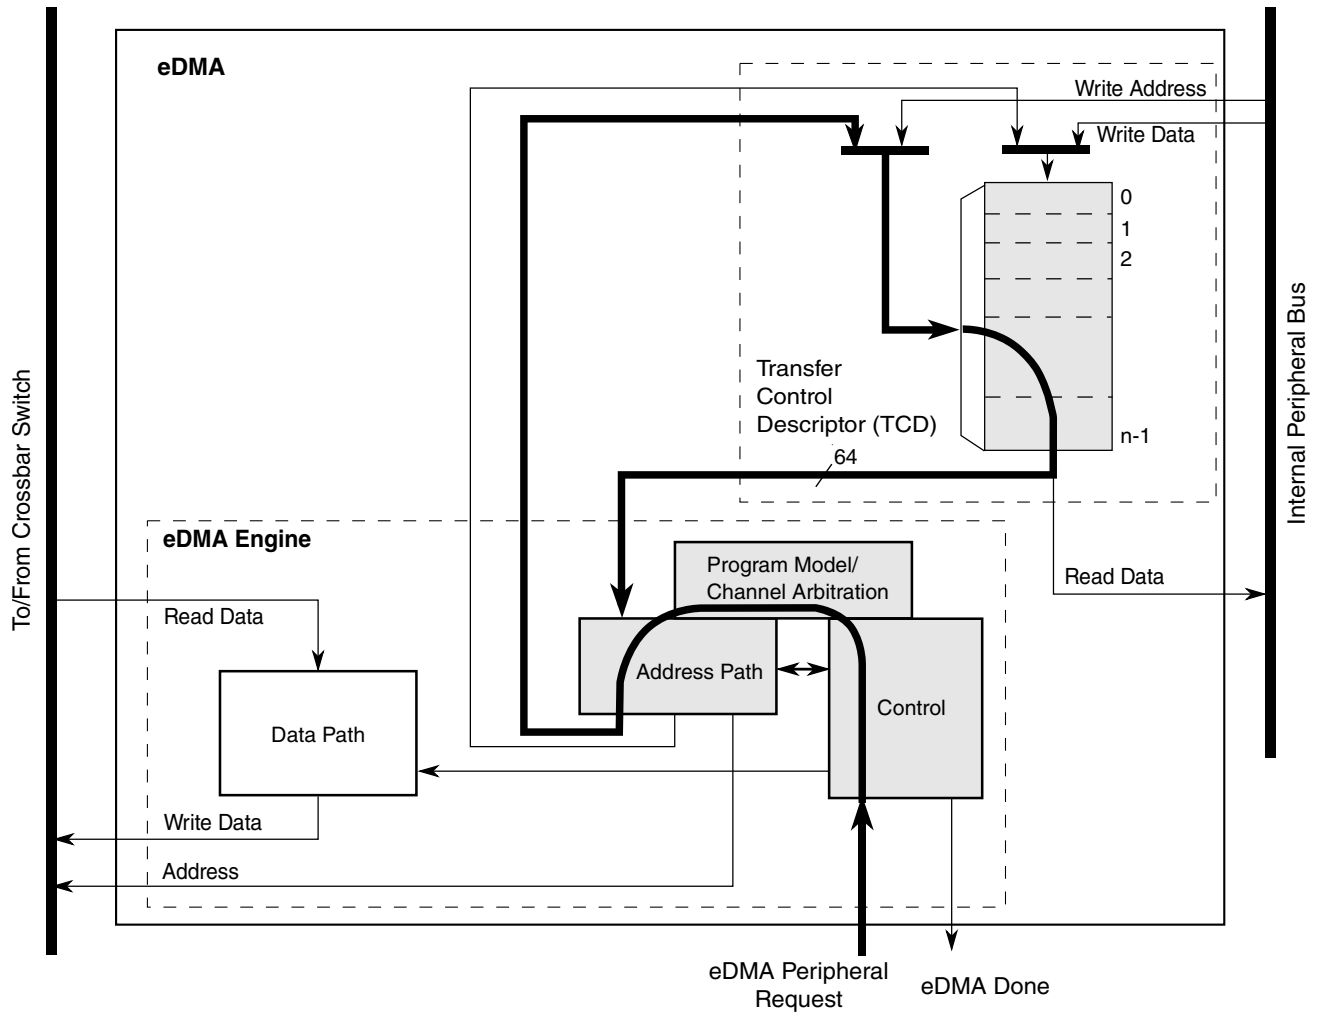 eDMA
Write Address
Write Data
0
1
2
n-1
Transfer
Control
Descriptor (TCD)
64
To/From Crossbar Switch
Internal Peripheral Bus
eDMA Engine
Program Model/
Channel Arbitration
Read Data
Read Data
Address Path
Control
Data Path
Write Data
Address
eDMA Peripheral
Request
eDMA Done